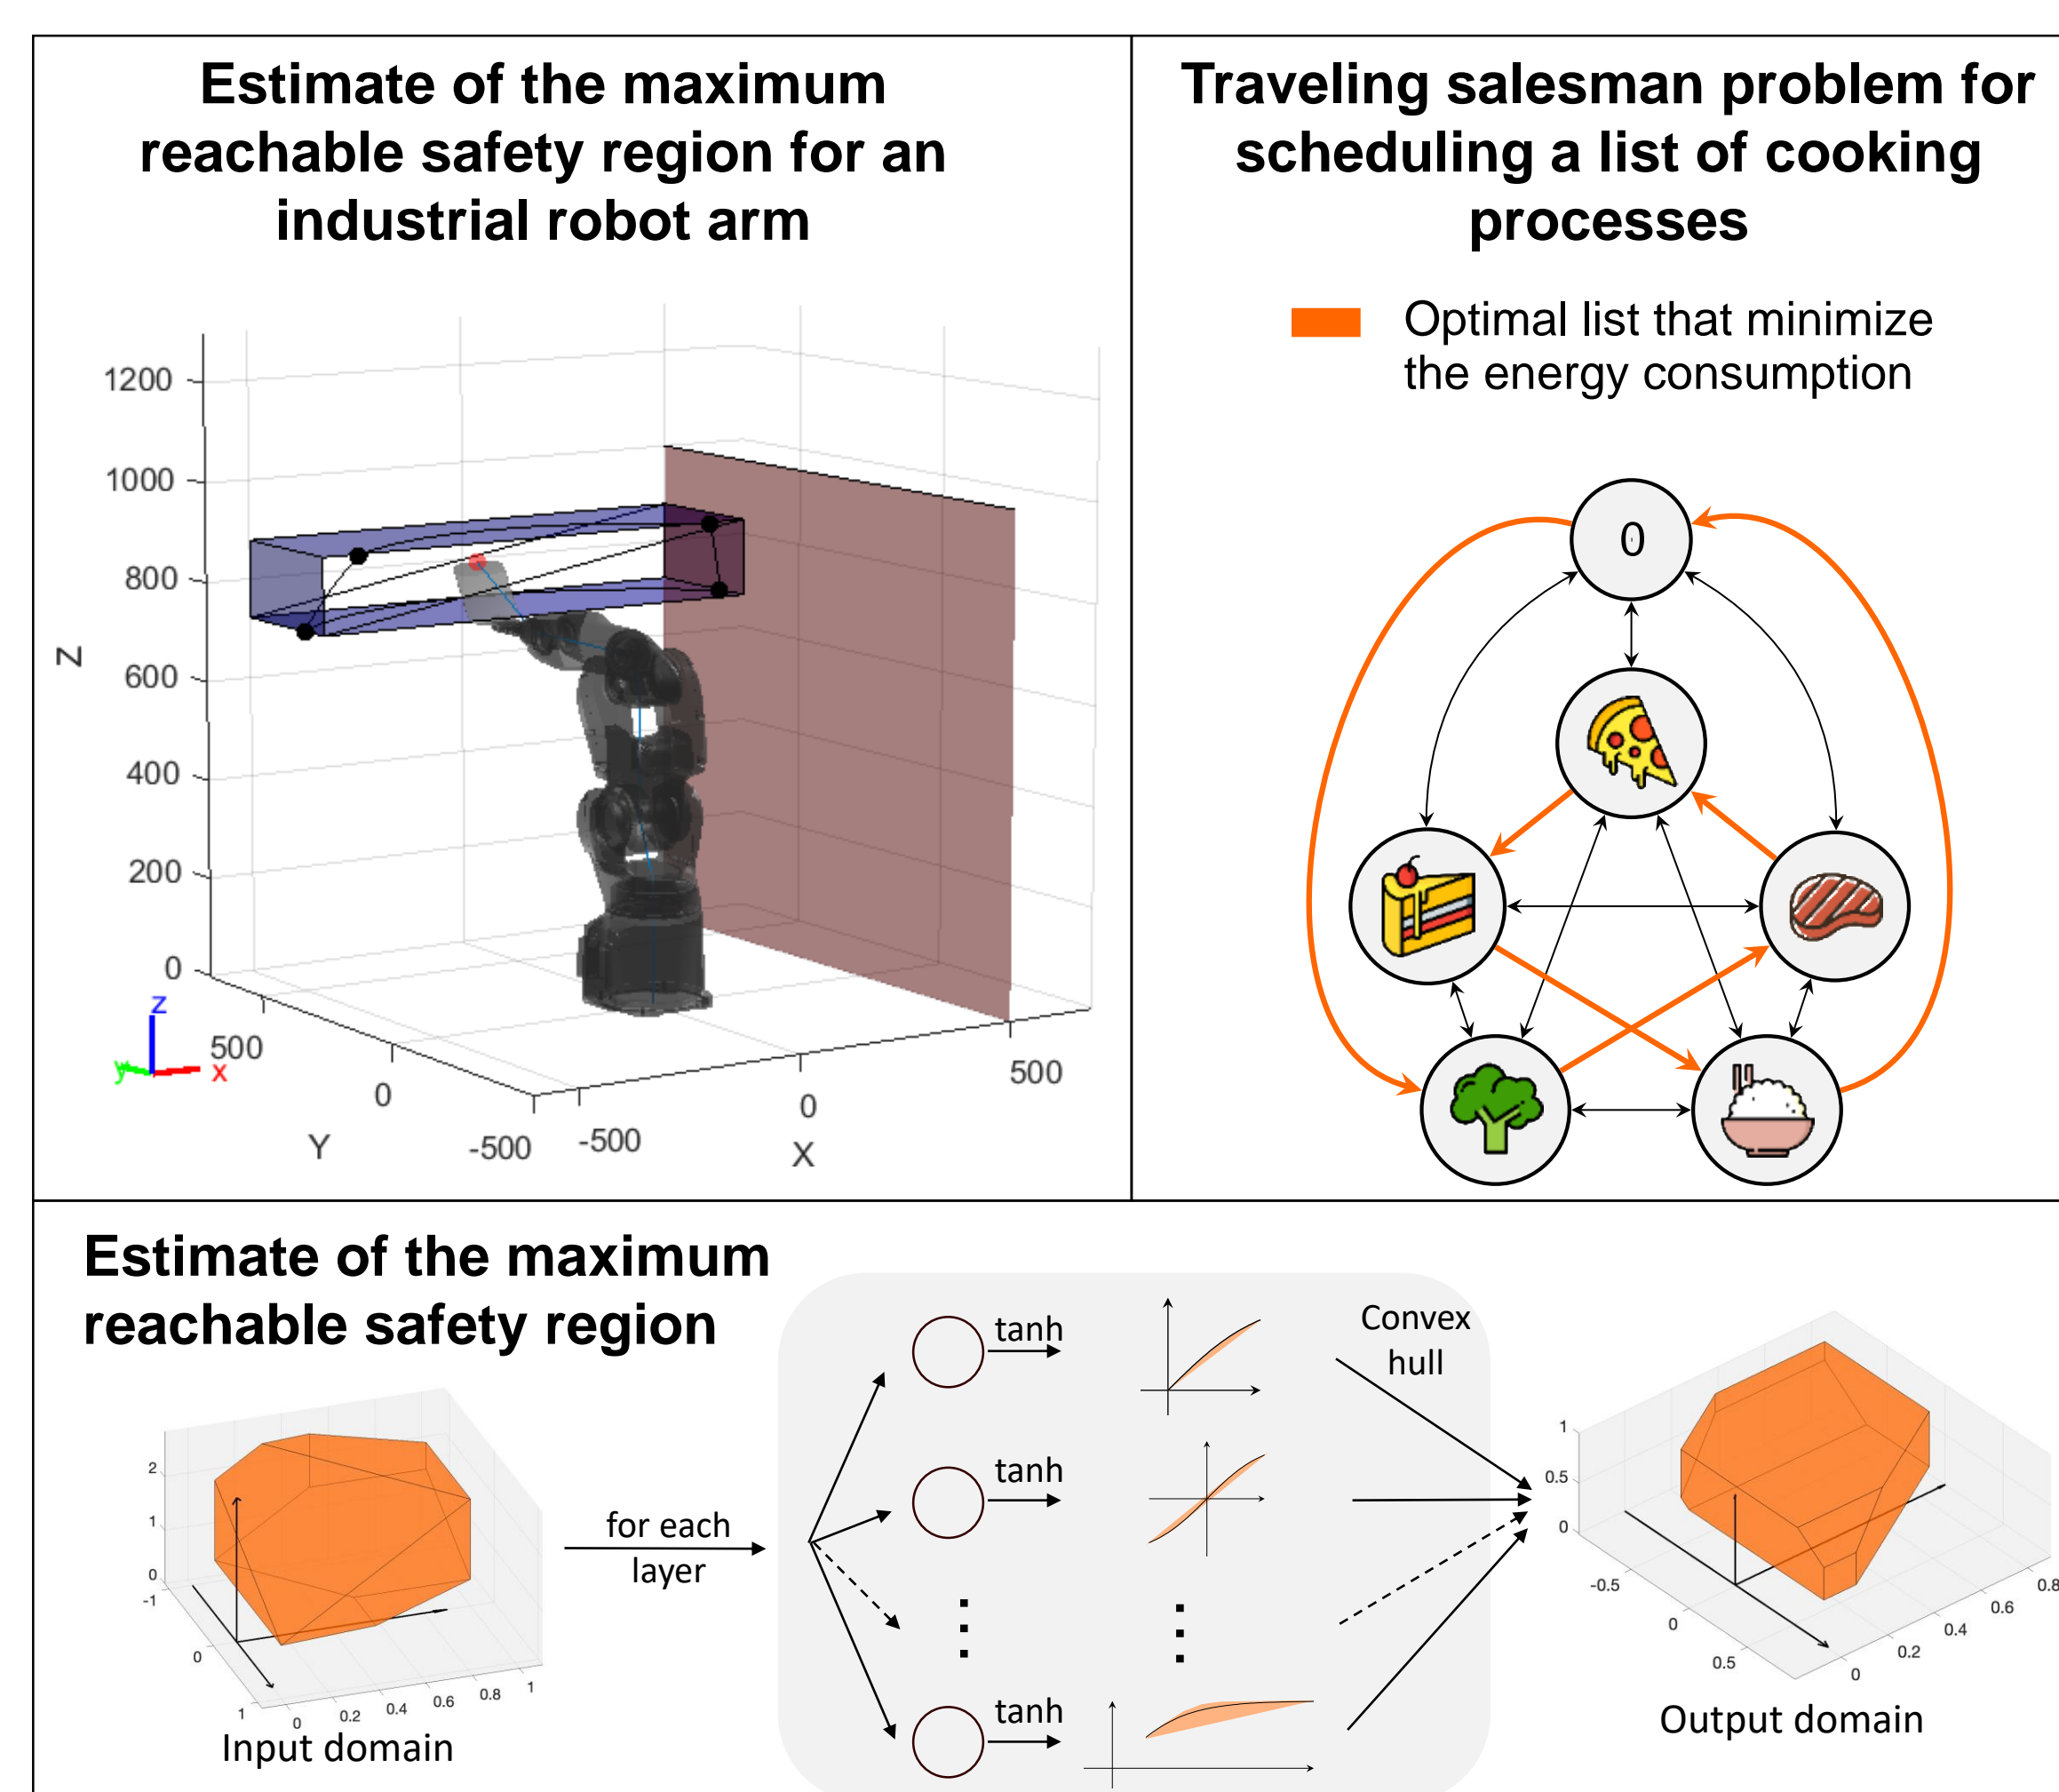 Estimate of the maximum
reachable safety region for an
industrial robot arm
1200
1000
800
600
400
200
0
Z
z
y
x
500
0
-500
Y
-500
0
500
X
Traveling salesman problem for
scheduling a list of cooking
processes
Optimal list that minimize
the energy consumption
0
Estimate of the maximum
reachable safety region
2
1
0
-1
0
1
0
0.2
0.4
0.6
0.8
1
Input domain
for each
layer
tanh
tanh
tanh
Convex
hull
1
0.5
0
-0.5
0
0.5
0
0.2
0.4
0.6
0.8
Output domain